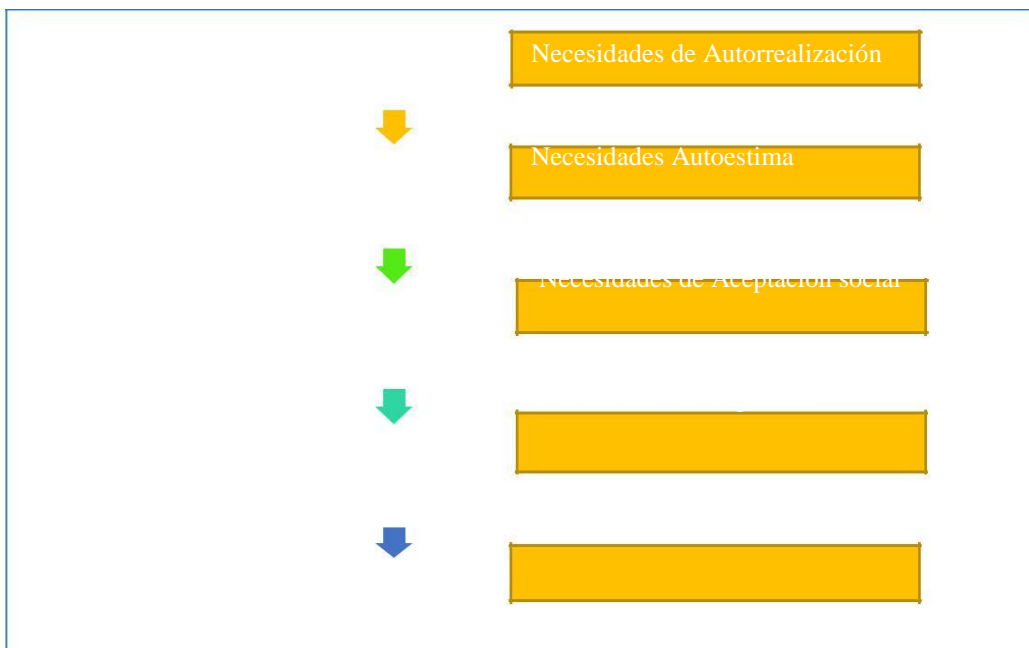 Necesidades de Autorrealización
Necesidades Autoestima
Necesidades de Aceptación social